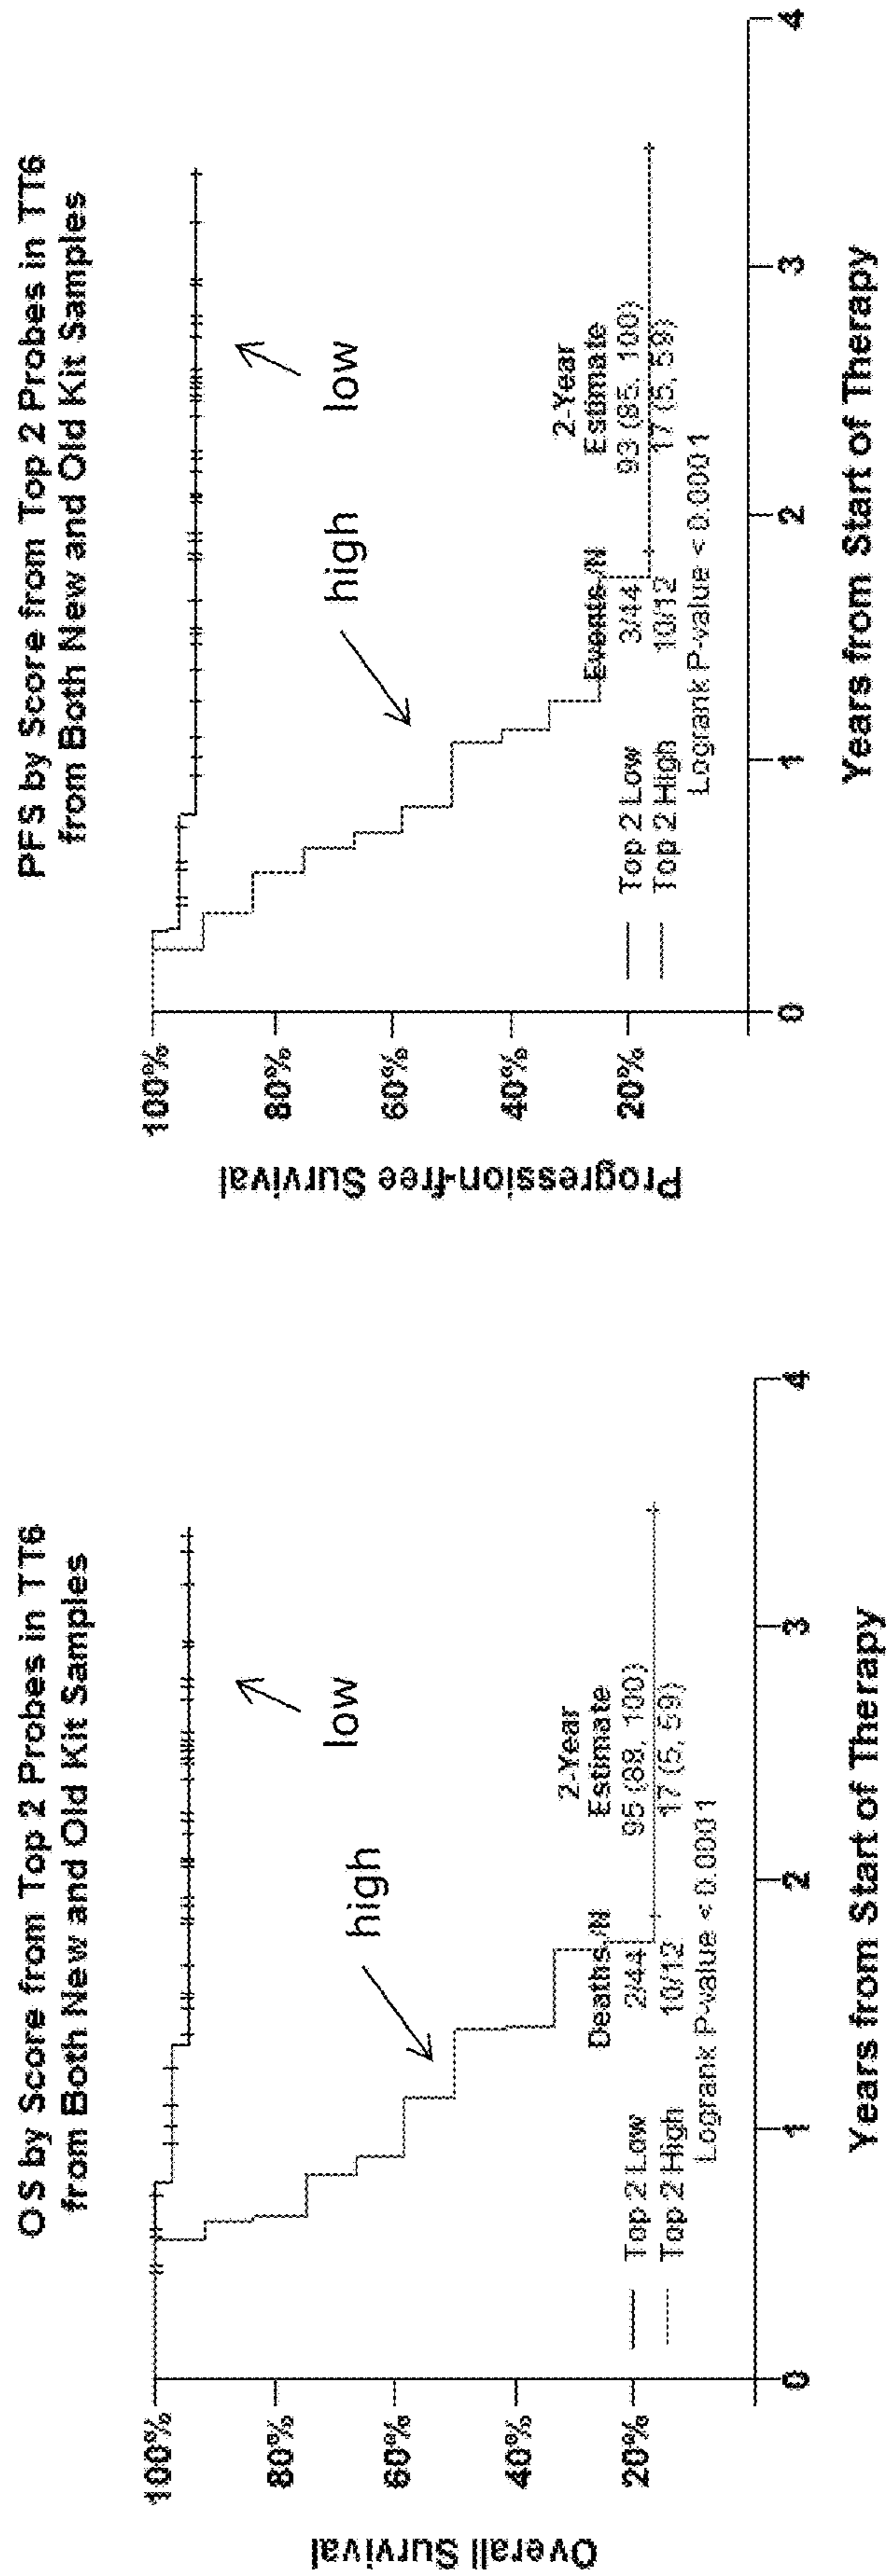 OS by Score from Top 2 Probes in TT6
from Both New and Old Kit Samples
Overall Survival
100%
80%
60%
40%
20%
high
low
Deaths / N
2-Year
Estimate
Top 2 Low 2/44 95 (88, 100)
Top 2 High 10/12 17 (5, 59)
Logrank P-value < 0.0001
0 1 2 3 4
Years from Start of Therapy
PFS by Score from Top 2 Probes in TT6
from Both New and Old Kit Samples
Progression-free Survival
100%
80%
60%
40%
20%
high
low
Events / N
2-Year
Estimate
Top 2 Low 3/44 93 (85, 100)
Top 2 High 10/12 17 (5, 59)
Logrank P-value < 0.0001
0 1 2 3 4
Years from Start of Therapy